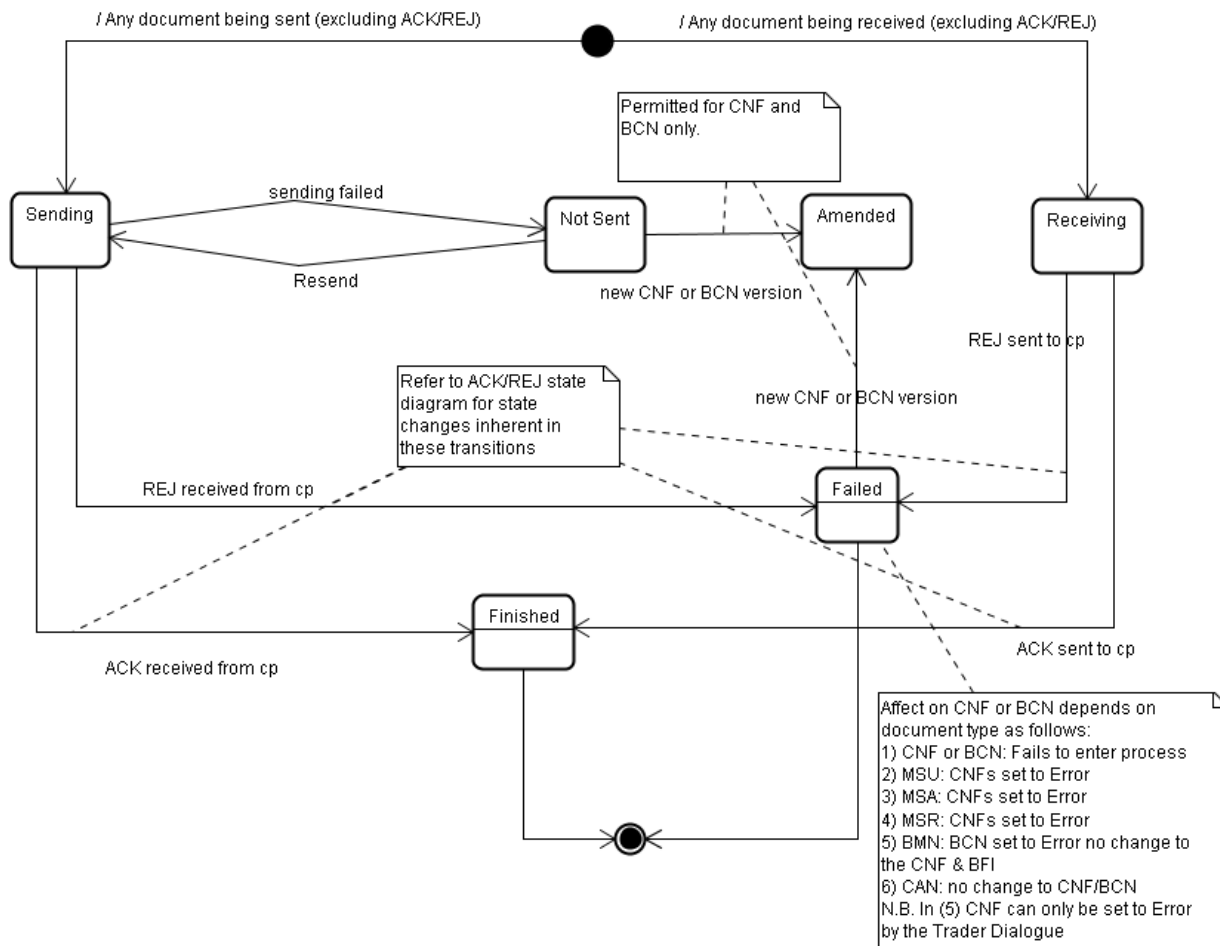 / Any document being sent (excluding ACK/REJ)
/ Any document being received (excluding ACK/REJ)
Permitted for CNF and
BCN only.
Sending
sending failed
Not Sent
Amended
Receiving
Resend
new CNF or BCN version
REJ sent to cp
Refer to ACK/REJ state
diagram for state
changes inherent in
these transitions
new CNF or BCN version
REJ received from cp
Failed
Finished
ACK received from cp
ACK sent to cp
Affect on CNF or BCN depends on
document type as follows:
1) CNF or BCN: Fails to enter process
2) MSU: CNFs set to Error
3) MSA: CNFs set to Error
4) MSR: CNFs set to Error
5) BMN: BCN set to Error no change to
the CNF & BFI
6) CAN: no change to CNF/BCN
N.B. In (5) CNF can only be set to Error
by the Trader Dialogue